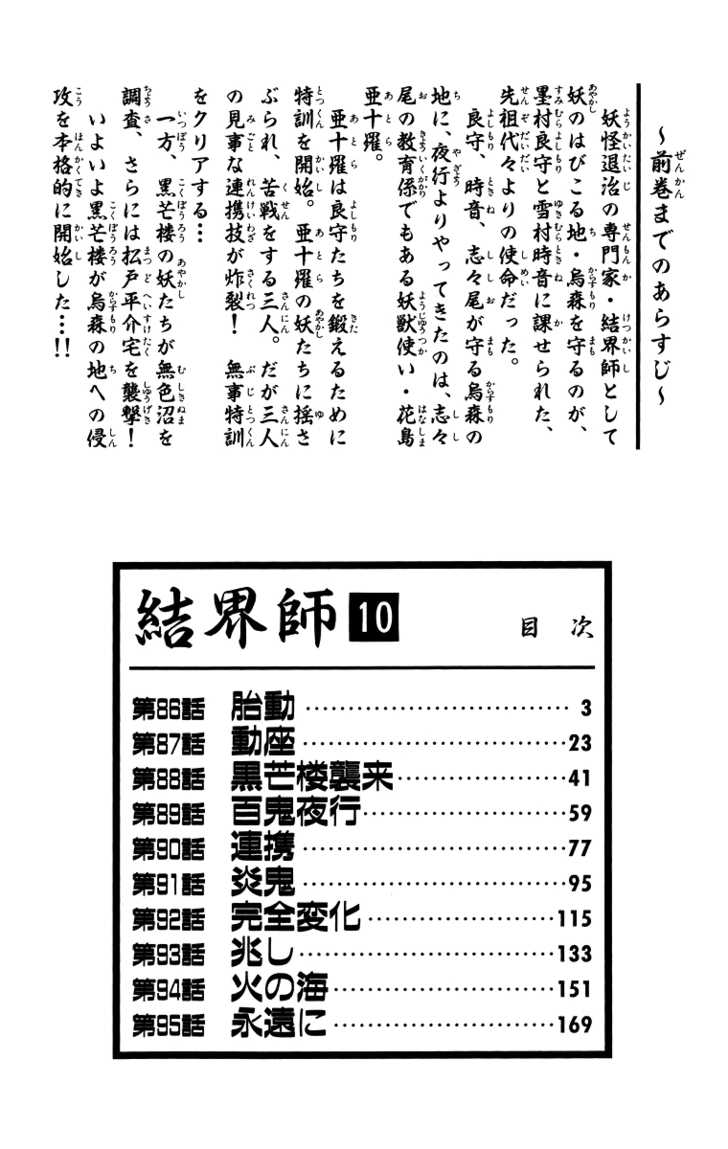 ～前巻までのあらすじ～
妖怪退治の専門家・結界師として
妖のはびこる地・烏森を守るのが、
墨村良守と雪村時音に課せられた、
先祖代々よりの使命だった。
良守、時音、志々尾が守る烏森の
地に、夜行よりやってきたのは、志々
尾の教育係でもある妖獣使い・花島
亜十羅。
亜十羅は良守たちを鍛えるために
特訓を開始。亜十羅の妖たちに揺さ
ぶられ、苦戦をする三人。だが三人
の見事な連携技が炸裂！　無事特訓
をクリアする…
一方、黒芒楼の妖たちが無色沼を
調査、さらには松戸平介宅を襲撃！
いよいよ黒芒楼が烏森の地への侵
攻を本格的に開始した…!!
結界師 10 目次
第86話 胎動 ……………………… 3
第87話 動座 ……………………… 23
第88話 黒芒楼襲来 ……………… 41
第89話 百鬼夜行 ………………… 59
第90話 連携 ……………………… 77
第91話 炎鬼 ……………………… 95
第92話 完全変化 ………………… 115
第93話 兆し ……………………… 133
第94話 火の海 …………………… 151
第95話 永遠に …………………… 169